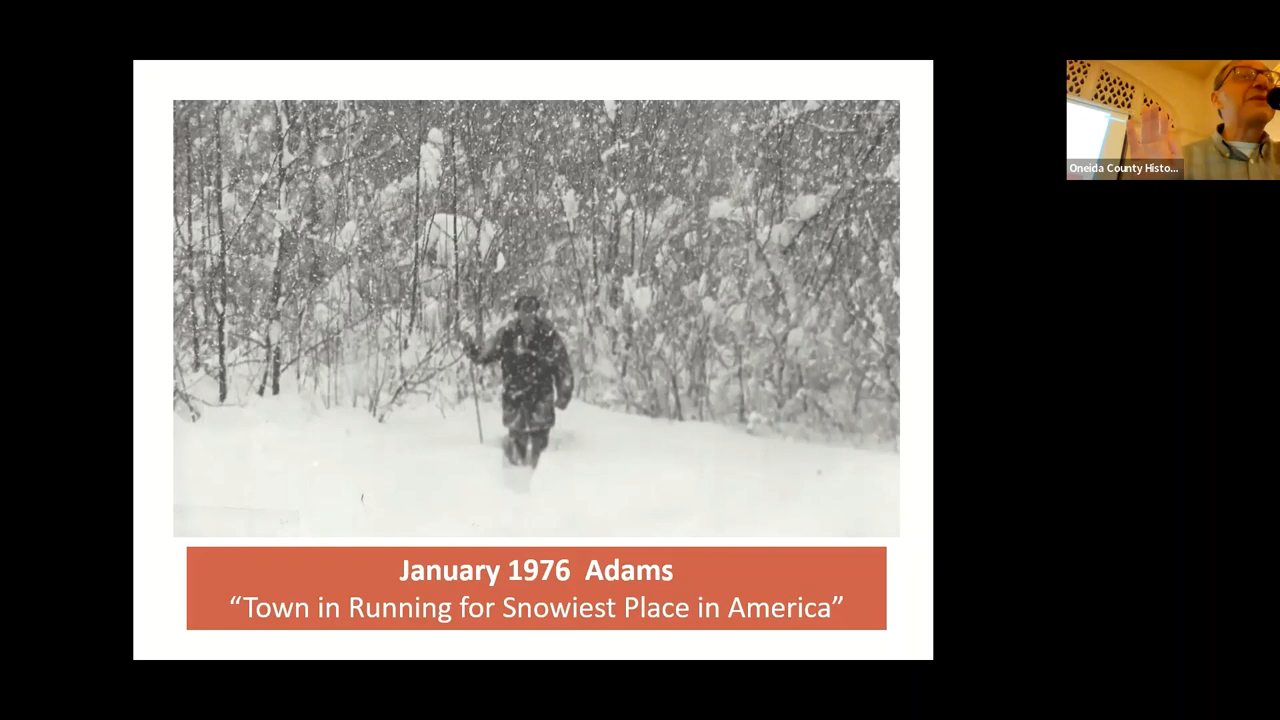 January 1976 Adams
“Town in Running for Snowiest Place in America”
Oneida County Histo...